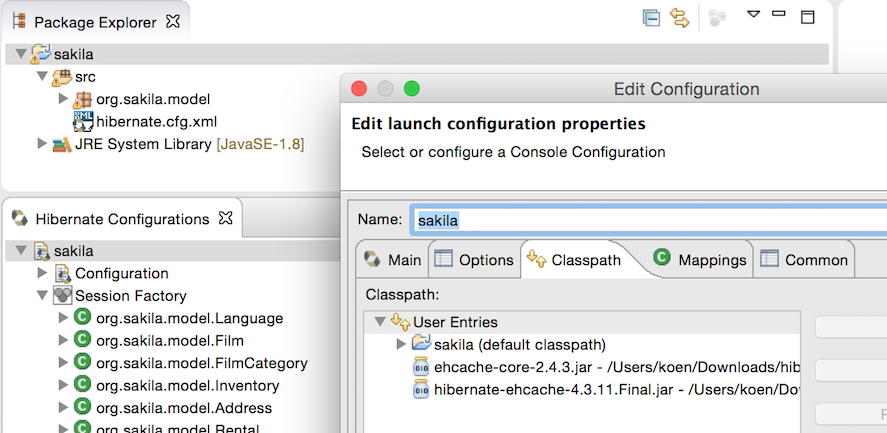 Package Explorer
sakila
src
org.sakila.model
hibernate.cfg.xml
JRE System Library [JavaSE-1.8]
Hibernate Configurations
sakila
Configuration
Session Factory
org.sakila.model.Language
org.sakila.model.Film
org.sakila.model.FilmCategory
org.sakila.model.Inventory
org.sakila.model.Address
org.sakila.model.Rental
Edit Configuration
Edit launch configuration properties
Select or configure a Console Configuration
Name: sakila
Main Options Classpath Mappings Common
Classpath:
User Entries
sakila (default classpath)
ehcache-core-2.4.3.jar - /Users/koen/Downloads/hib
hibernate-ehcache-4.3.11.Final.jar - /Users/koen/Do